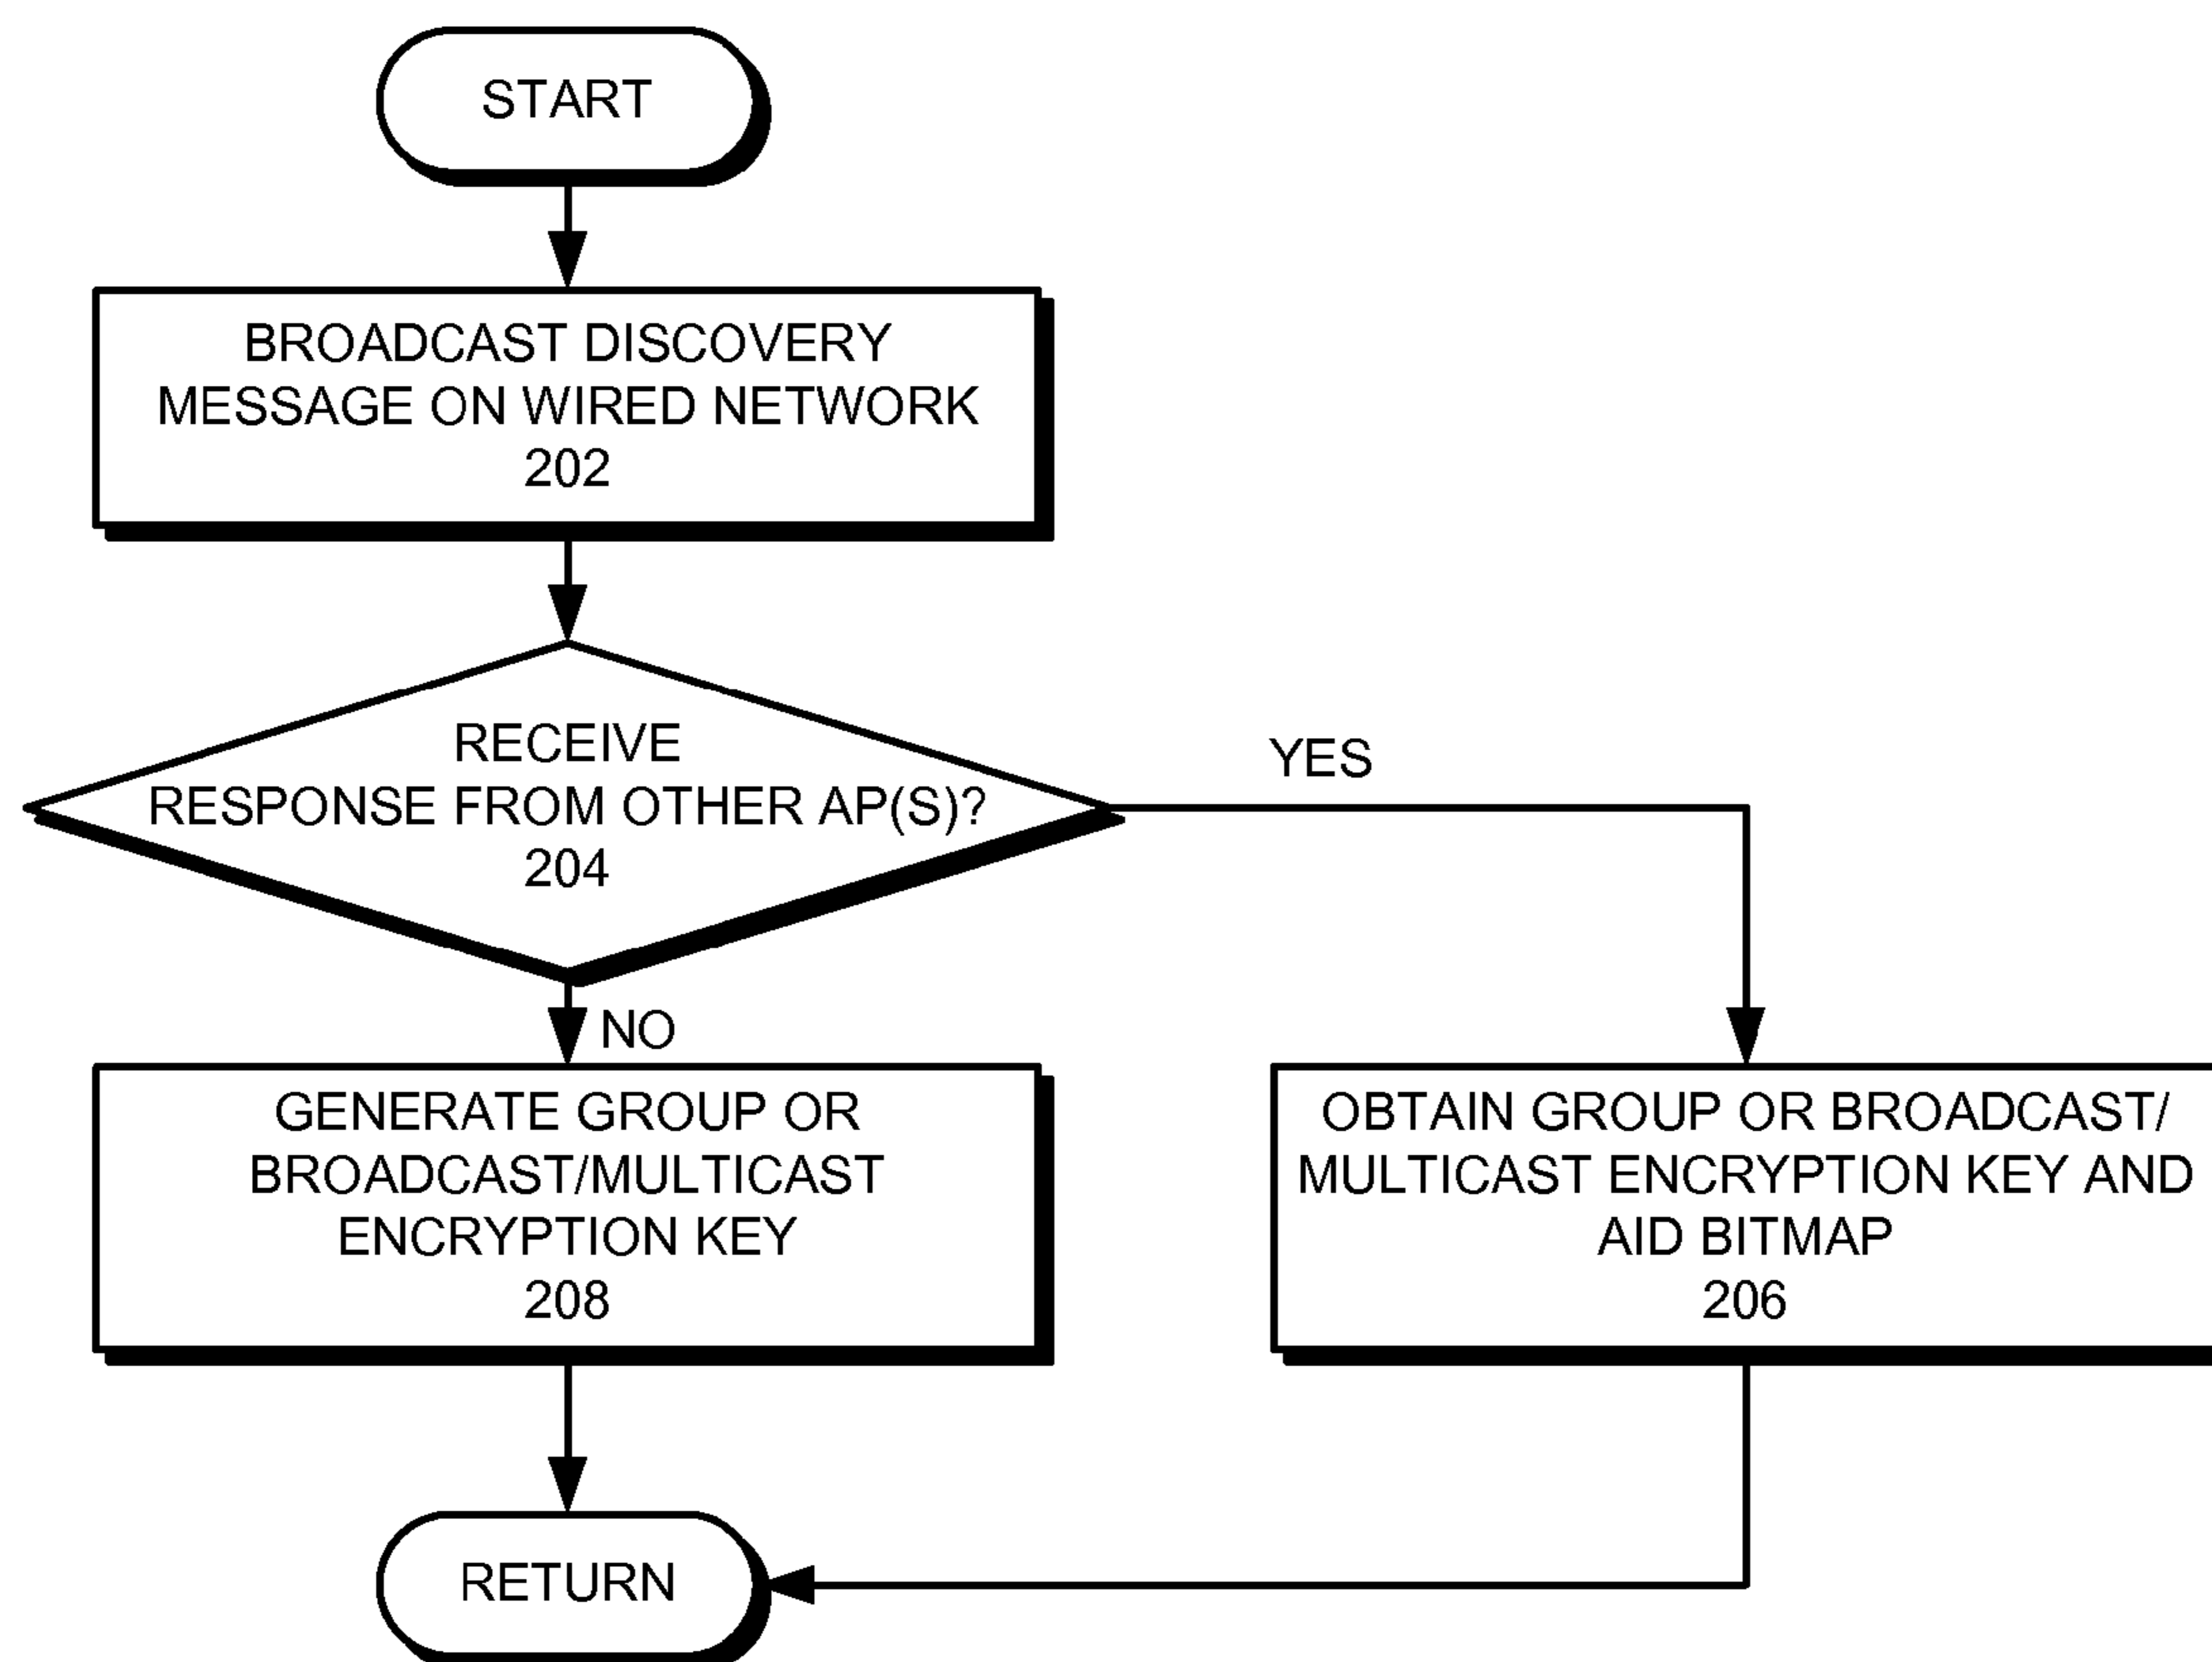 START
BROADCAST DISCOVERY
MESSAGE ON WIRED NETWORK
202
RECEIVE
RESPONSE FROM OTHER AP(S)?
204
YES
NO
GENERATE GROUP OR
BROADCAST/MULTICAST
ENCRYPTION KEY
208
OBTAIN GROUP OR BROADCAST/
MULTICAST ENCRYPTION KEY AND
AID BITMAP
206
RETURN